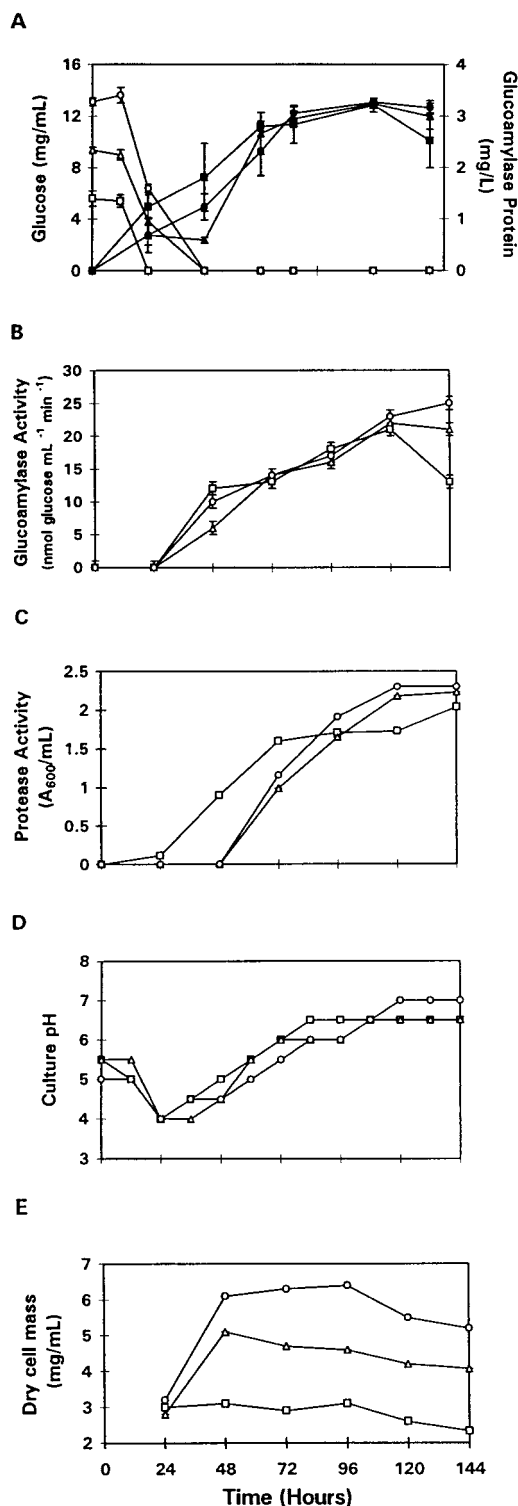 A
16
12
8
4
0
Glucose (mg/mL)
4
3
2
1
0
Glucoamylase Protein
(mg/L)
B
30
25
20
15
10
5
0
Glucoamylase Activity
(nmol glucose mL⁻¹ min⁻¹)
C
2.5
2
1.5
1
0.5
0
Protease Activity
(A₆₀₀/mL)
D
8
7
6
5
4
3
Culture pH
E
7
6
5
4
3
2
Dry cell mass
(mg/mL)
0 24 48 72 96 120 144
Time (Hours)